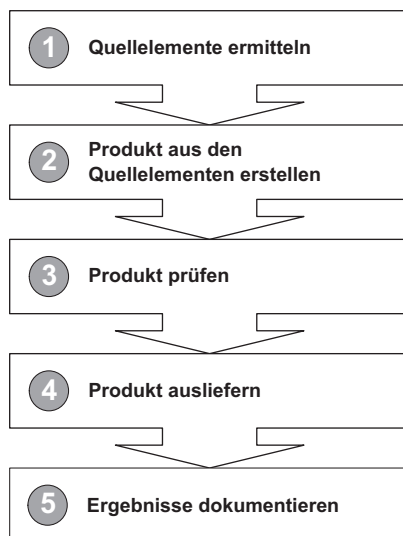 1 Quellelemente ermitteln
2 Produkt aus den
Quellelementen erstellen
3 Produkt prüfen
4 Produkt ausliefern
5 Ergebnisse dokumentieren